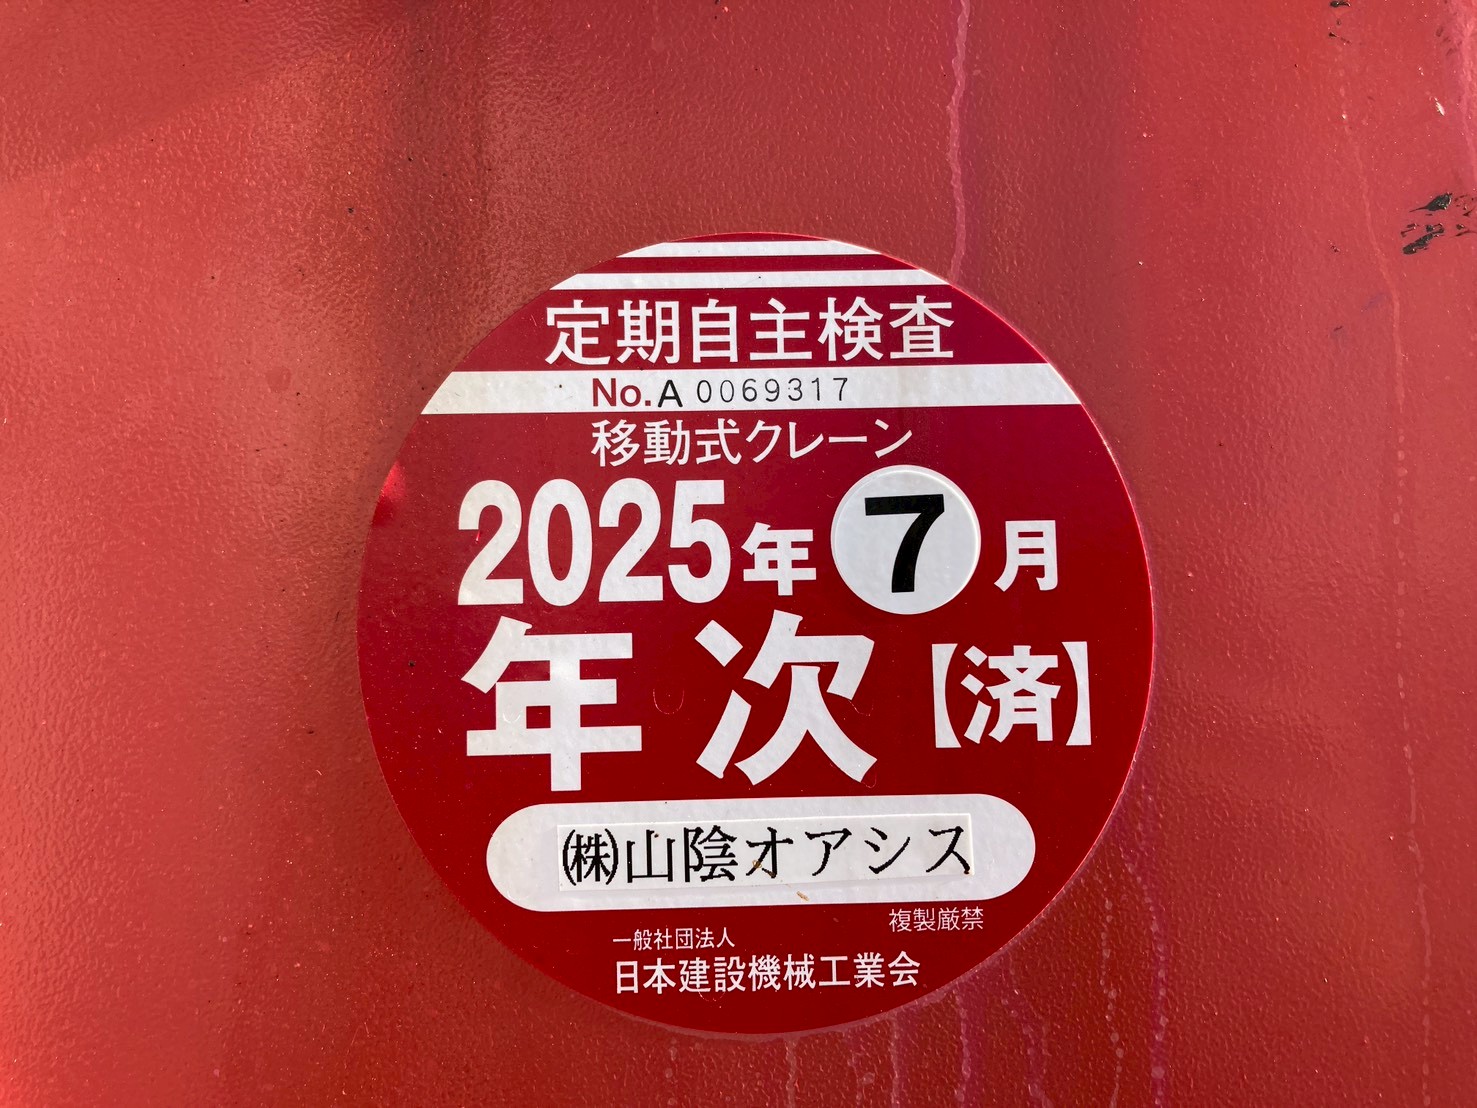 定期自主検査
No.A 0069317
移動式クレーン
2025年7月
年次【済】
㈱山陰オアシス
複製厳禁
一般社団法人
日本建設機械工業会